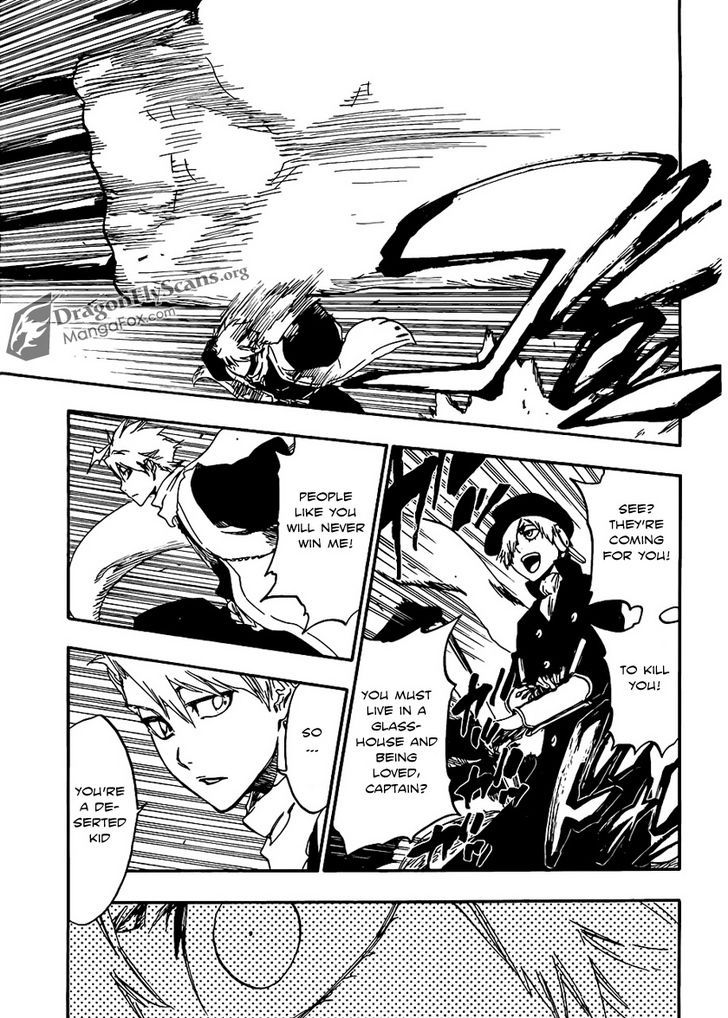 DragonFlyScans.org
MangaFox.com
SEE?
THEY'RE
COMING
FOR YOU!
TO KILL
YOU!
YOU MUST
LIVE IN A
GLASS-
HOUSE AND
BEING
LOVED,
CAPTAIN?
PEOPLE
LIKE YOU
WILL NEVER
WIN ME!
SO
...
YOU'RE
A DE-
SERTED
KID